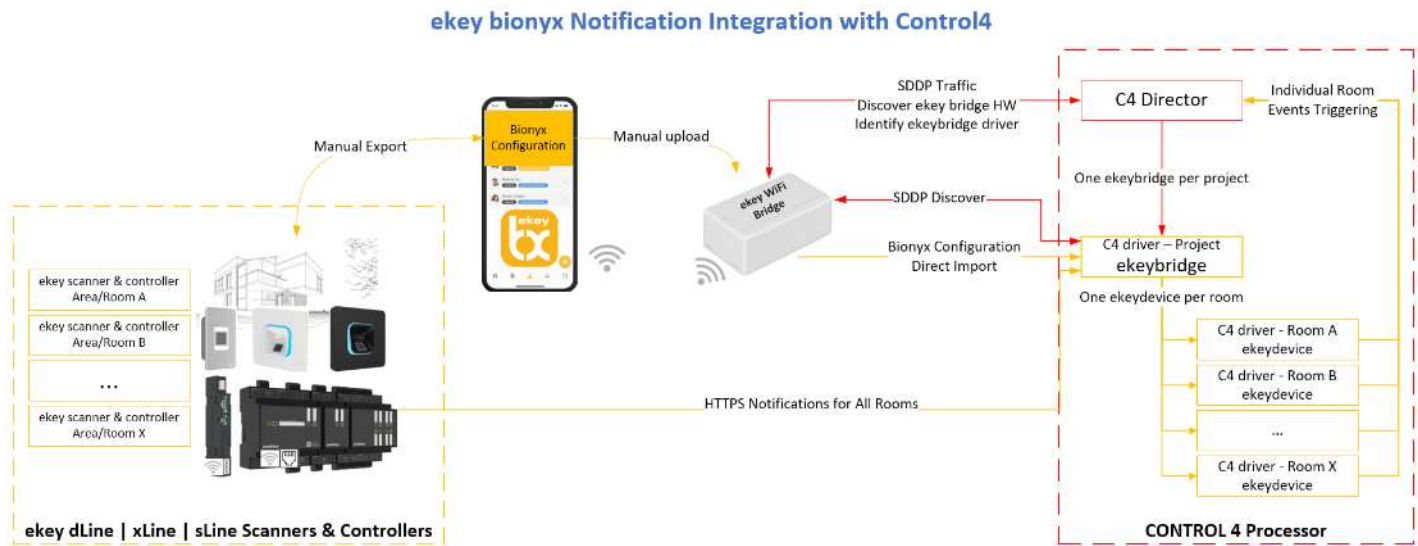 ekey bionyx Notification Integration with Control4
SDDP Traffic
Discover ekey bridge HW
Identify ekeybridge driver
C4 Director
Individual Room
Events Triggering
Bionyx
Configuration
Manual Export
Manual upload
ekey WiFi
Bridge
One ekeybridge per project
SDDP Discover
ekey
bx
C4 driver – Project
ekeybridge
Bionyx Configuration
Direct Import
ekey scanner & controller
Area/Room A
One ekeydevice per room
ekey scanner & controller
Area/Room B
C4 driver - Room A
ekeydevice
...
C4 driver - Room B
ekeydevice
ekey scanner & controller
Area/Room X
HTTPS Notifications for All Rooms
...
C4 driver - Room X
ekeydevice
ekey dLine | xLine | sLine Scanners & Controllers
CONTROL 4 Processor